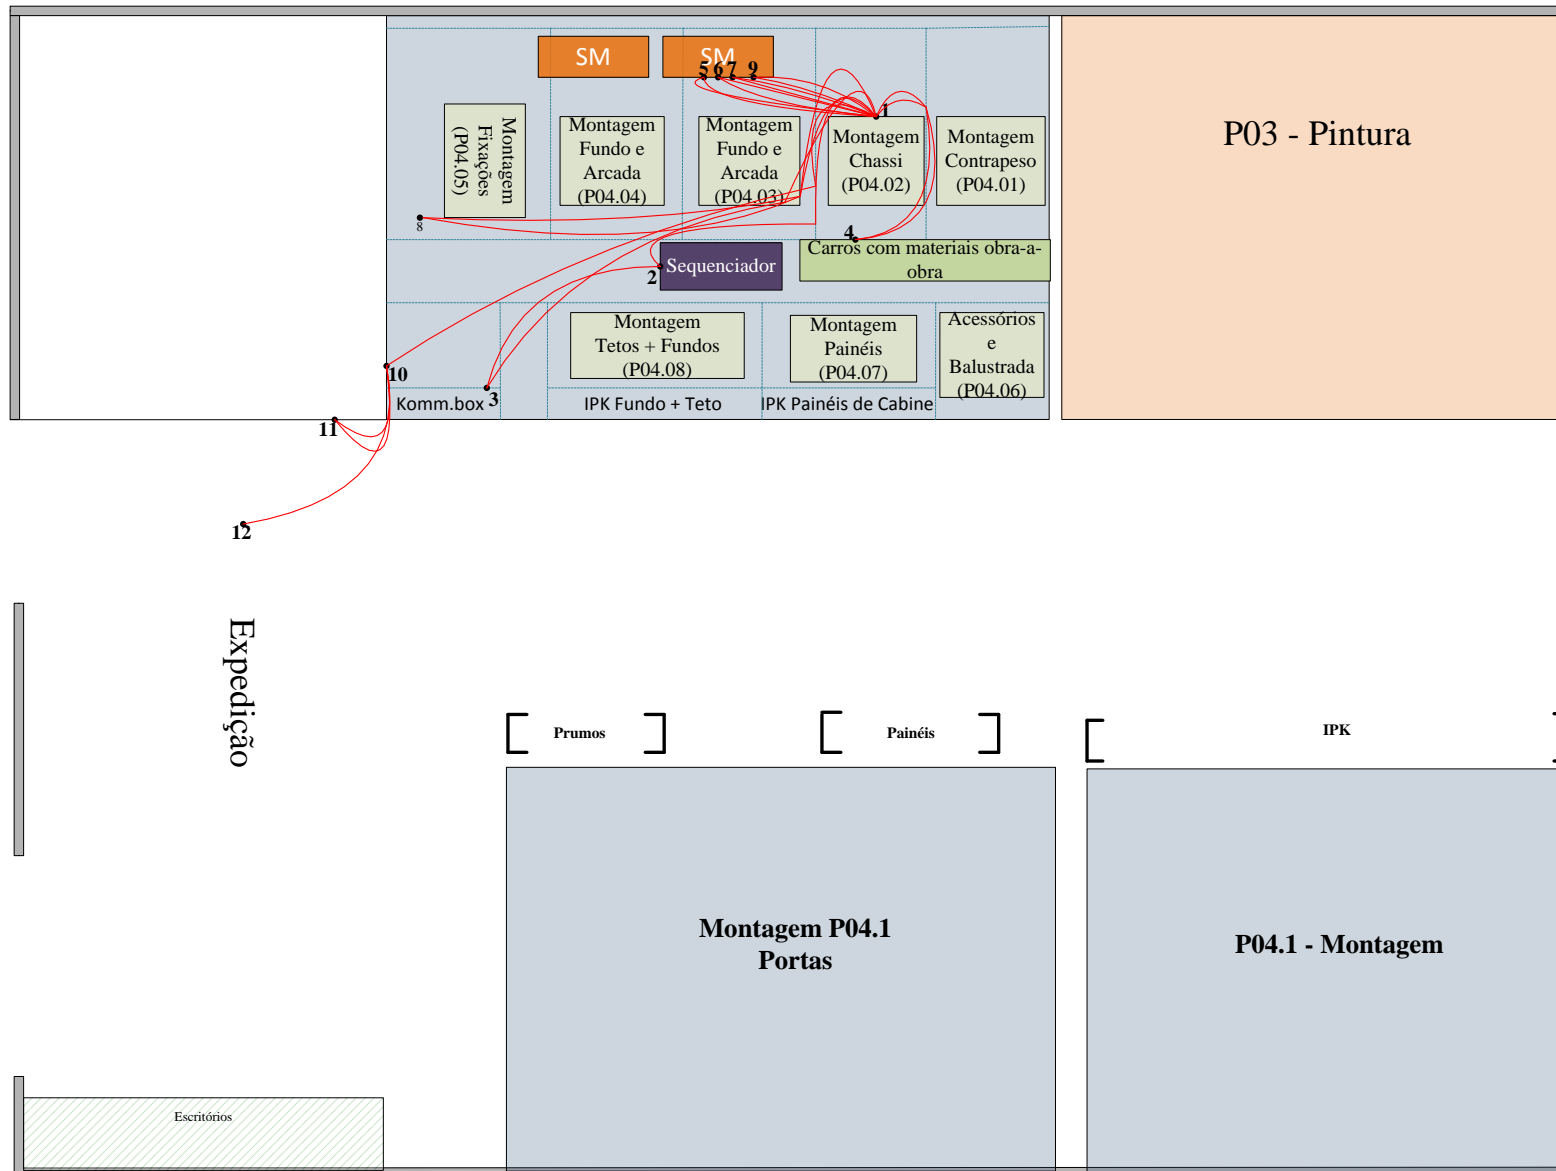 SM
SM
5
6
7
9
1
P03 - Pintura
Montagem
Fixações
(P04.05)
Montagem
Fundo e
Arcada
(P04.04)
Montagem
Fundo e
Arcada
(P04.03)
Montagem
Chassi
(P04.02)
Montagem
Contrapeso
(P04.01)
8
4
Carros com materiais obra-a-
obra
2
Sequenciador
Montagem
Tetos + Fundos
(P04.08)
Montagem
Painéis
(P04.07)
Acessórios
e
Balustrada
(P04.06)
10
3
Komm.box
IPK Fundo + Teto
IPK Painéis de Cabine
11
12
Expedição
Prumos
Painéis
IPK
Montagem P04.1
Portas
P04.1 - Montagem
Escritórios